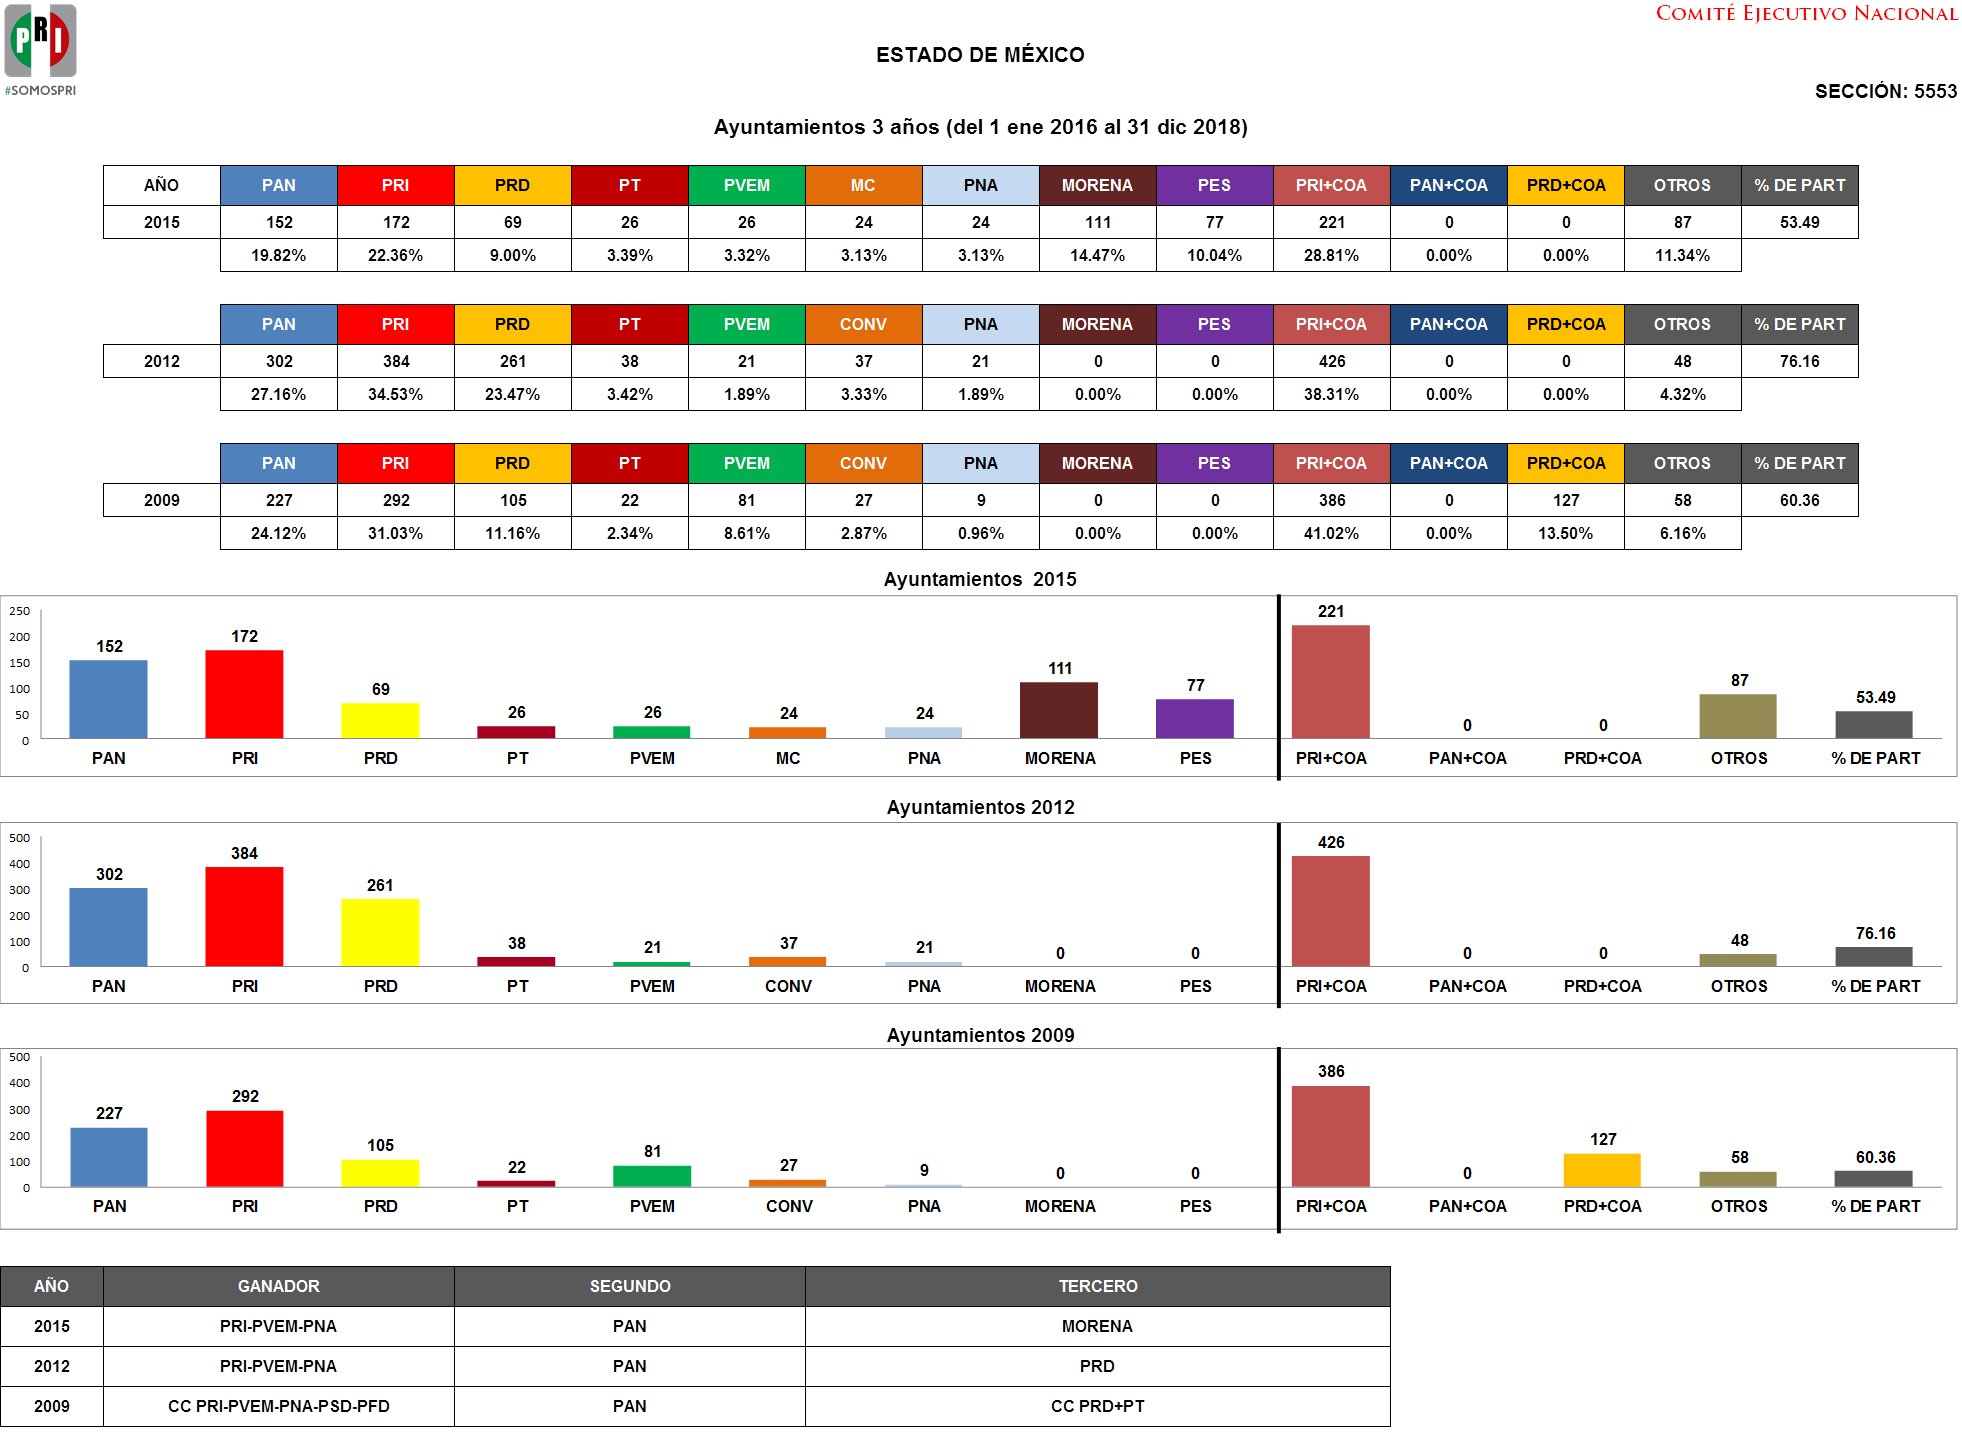 PRI
#SOMOSPRI
COMITÉ EJECUTIVO NACIONAL
ESTADO DE MÉXICO
SECCIÓN: 5553
Ayuntamientos 3 años (del 1 ene 2016 al 31 dic 2018)
AÑO PAN PRI PRD PT PVEM MC PNA MORENA PES PRI+COA PAN+COA PRD+COA OTROS % DE PART
2015 152 172 69 26 26 24 24 111 77 221 0 0 87 53.49
19.82% 22.36% 9.00% 3.39% 3.32% 3.13% 3.13% 14.47% 10.04% 28.81% 0.00% 0.00% 11.34%
PAN PRI PRD PT PVEM CONV PNA MORENA PES PRI+COA PAN+COA PRD+COA OTROS % DE PART
2012 302 384 261 38 21 37 21 0 0 426 0 0 48 76.16
27.16% 34.53% 23.47% 3.42% 1.89% 3.33% 1.89% 0.00% 0.00% 38.31% 0.00% 0.00% 4.32%
PAN PRI PRD PT PVEM CONV PNA MORENA PES PRI+COA PAN+COA PRD+COA OTROS % DE PART
2009 227 292 105 22 81 27 9 0 0 386 0 127 58 60.36
24.12% 31.03% 11.16% 2.34% 8.61% 2.87% 0.96% 0.00% 0.00% 41.02% 0.00% 13.50% 6.16%
Ayuntamientos 2015
250
200
150
100
50
0
152 172 69 26 26 24 24 111 77 221 0 0 87 53.49
PAN PRI PRD PT PVEM MC PNA MORENA PES PRI+COA PAN+COA PRD+COA OTROS % DE PART
Ayuntamientos 2012
500
400
300
200
100
0
302 384 261 38 21 37 21 0 0 426 0 0 48 76.16
PAN PRI PRD PT PVEM CONV PNA MORENA PES PRI+COA PAN+COA PRD+COA OTROS % DE PART
Ayuntamientos 2009
500
400
300
200
100
0
227 292 105 22 81 27 9 0 0 386 0 127 58 60.36
PAN PRI PRD PT PVEM CONV PNA MORENA PES PRI+COA PAN+COA PRD+COA OTROS % DE PART
AÑO GANADOR SEGUNDO TERCERO
2015 PRI-PVEM-PNA PAN MORENA
2012 PRI-PVEM-PNA PAN PRD
2009 CC PRI-PVEM-PNA-PSD-PFD PAN CC PRD+PT